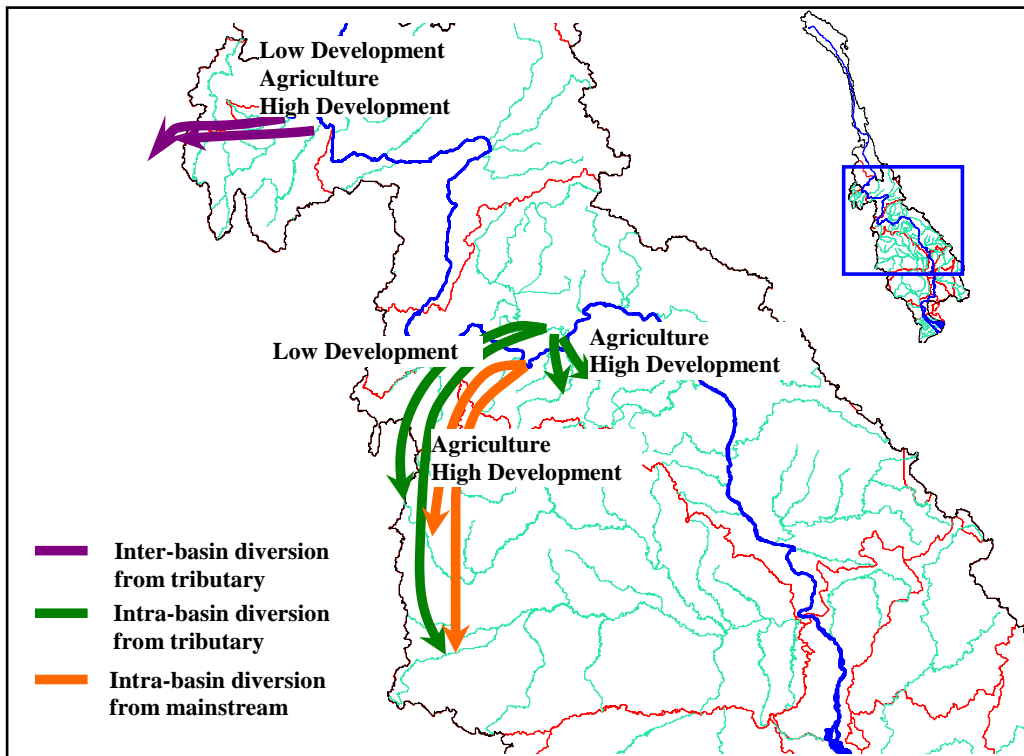 Low Development
Agriculture
High Development
Low Development
Agriculture
High Development
Agriculture
High Development
Inter-basin diversion
from tributary
Intra-basin diversion
from tributary
Intra-basin diversion
from mainstream